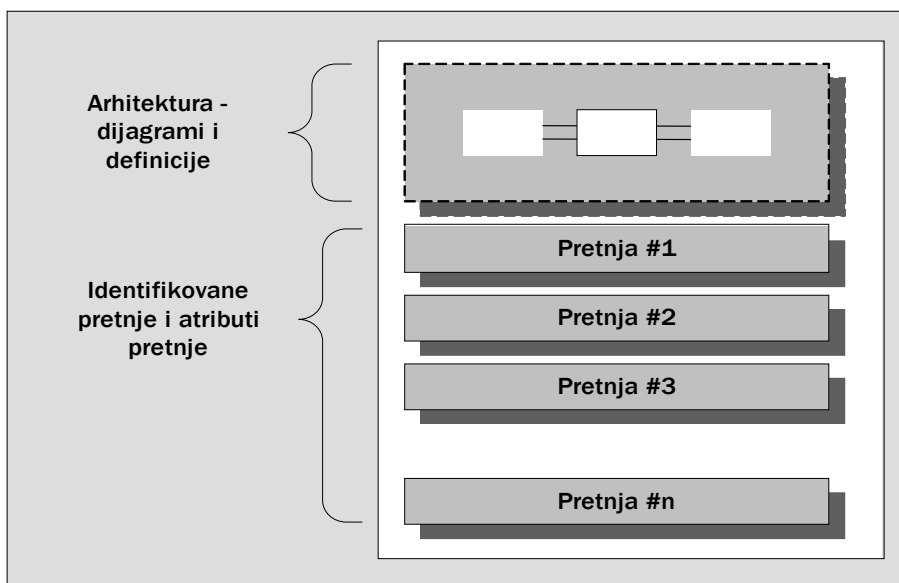 Arhitektura -
dijagrami i
definicije
Pretnja #1
Identifikovane
pretnje i atributi
pretnje
Pretnja #2
Pretnja #3
Pretnja #n